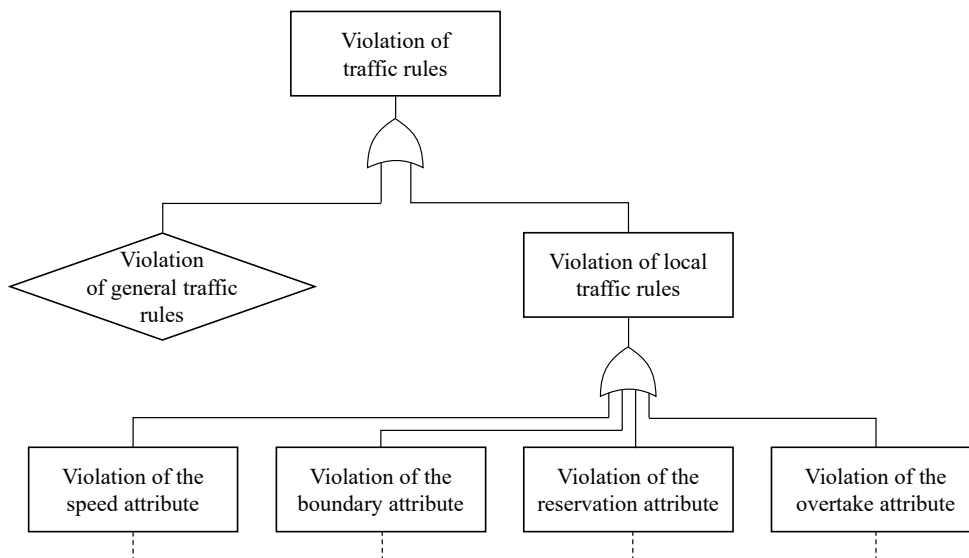 Violation of
traffic rules
Violation
of general traffic
rules
Violation of local
traffic rules
Violation of the
speed attribute
Violation of the
boundary attribute
Violation of the
reservation attribute
Violation of the
overtake attribute